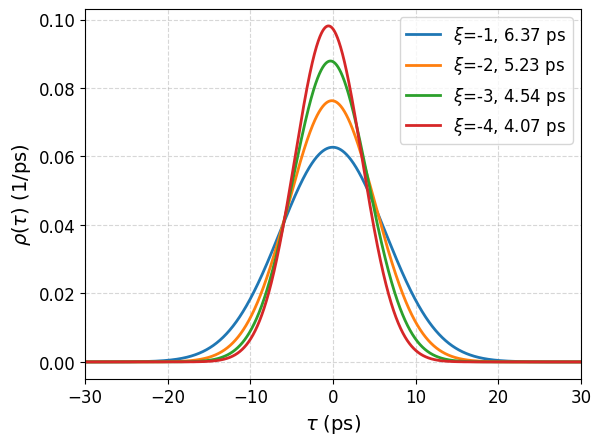 ρ(τ) (1/ps)
0.10
0.08
0.06
0.04
0.02
0.00
ξ=-1, 6.37 ps
ξ=-2, 5.23 ps
ξ=-3, 4.54 ps
ξ=-4, 4.07 ps
−30 −20 −10 0 10 20 30
τ (ps)